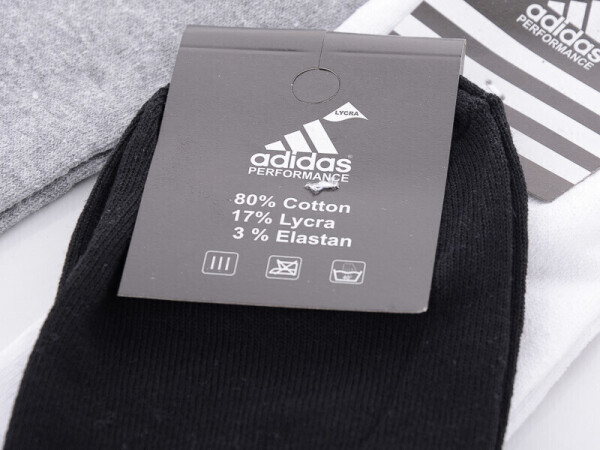 adidas
PERFORMANCE
LYCRA
adidas
PERFORMANCE
80% Cotton
17% Lycra
3 % Elastan